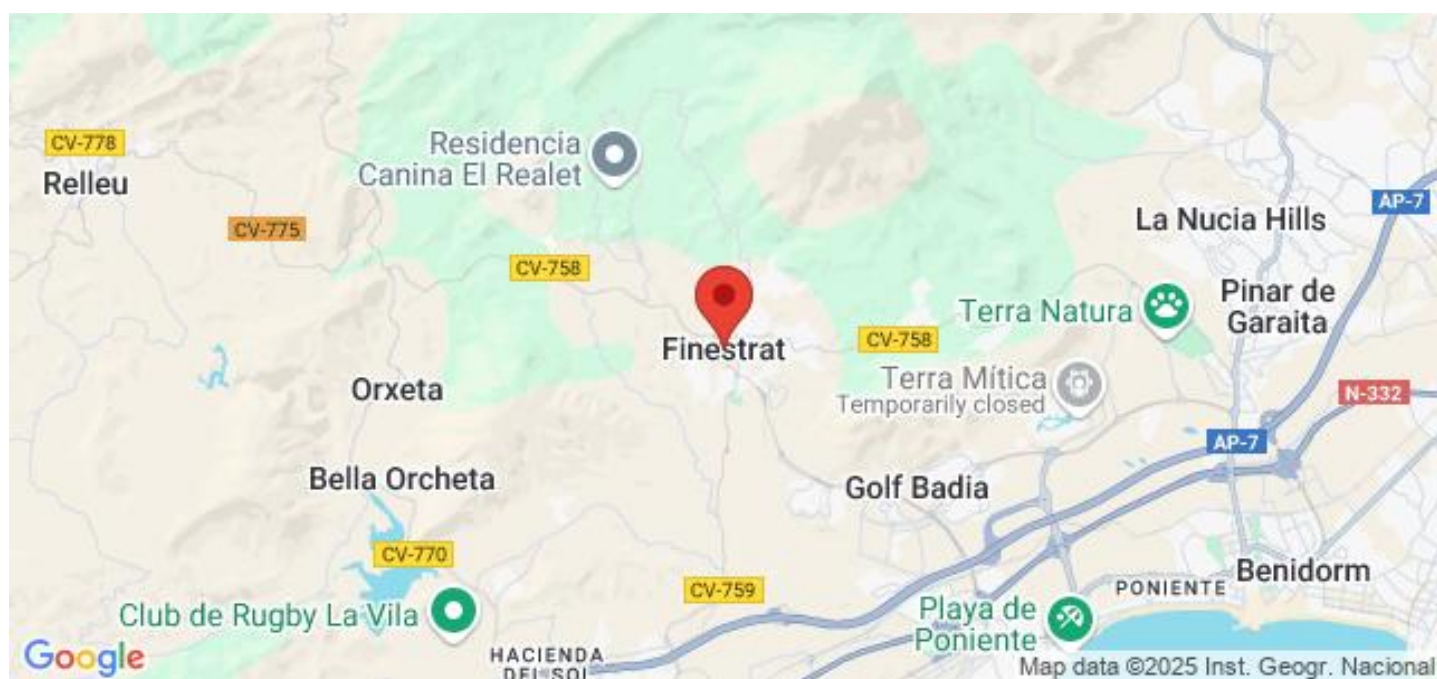 CV-778
Relleu
Residencia
Canina El Realet
AP-7
La Nucia Hills
CV-775
CV-758
Terra Natura
Pinar de
Garaita
Finestrat
CV-758
Orxeta
Terra Mítica
Temporarily closed
N-332
AP-7
Bella Orcheta
Golf Badia
CV-770
Benidorm
CV-759
PONIENTE
Club de Rugby La Vila
Playa de
Poniente
HACIENDA
DEL SOL
Google
Map data ©2025 Inst. Geogr. Nacional